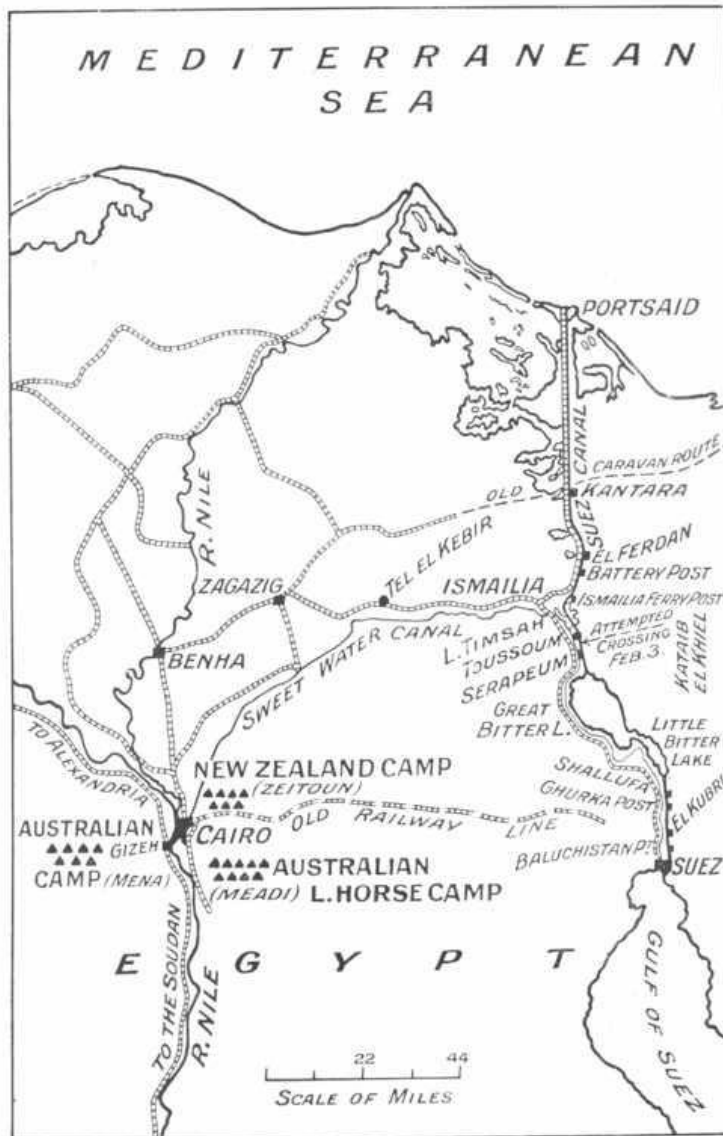 MEDITERRANEAN
SEA
PORTSAID
CANAL
CARAVAN ROUTE
OLD
KANTARA
SUEZ
R. NILE
TEL EL KEBIR
EL FERDAN
BATTERY POST
ZAGAZIG
ISMAILIA
ISMAILIA FERRY POST
ATTEMPTED
CROSSING
FEB. 3.
KATAIB
EL KHIEL
BENHA
SWEET WATER CANAL
L. TIMSAH
TOUSSOUM
SERAPEUM
GREAT
BITTER L.
LITTLE
BITTER
LAKE
TO ALEXANDRIA
NEW ZEALAND CAMP
(ZEITOUN)
SHALLUFA
GHURKA POST
EL KUBRI
AUSTRALIAN
GIZEH
CAMP (MENA)
CAIRO
OLD RAILWAY LINE
BALUCHISTAN PT.
SUEZ
AUSTRALIAN
(MEADI) L. HORSE CAMP
EGYPT
TO THE SOUDAN
R. NILE
GULF OF SUEZ
22 44
SCALE OF MILES